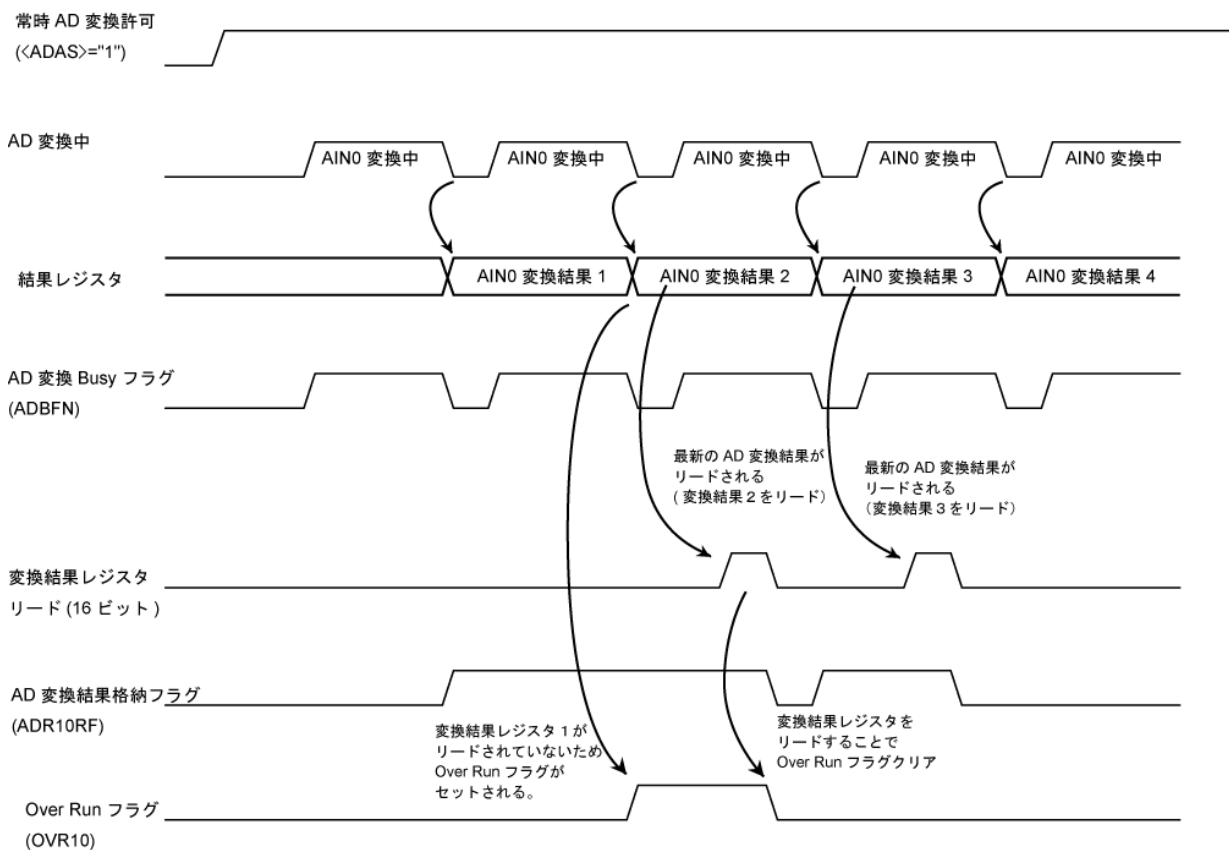 常時 AD 変換許可
(<ADAS>="1")
AD 変換中
AIN0 変換中
AIN0 変換中
AIN0 変換中
AIN0 変換中
AIN0 変換中
結果レジスタ
AIN0 変換結果 1
AIN0 変換結果 2
AIN0 変換結果 3
AIN0 変換結果 4
AD 変換 Busy フラグ
(ADBFN)
最新の AD 変換結果が
リードされる
( 変換結果 2 をリード)
最新の AD 変換結果が
リードされる
(変換結果 3 をリード)
変換結果レジスタ
リード (16 ビット )
AD 変換結果格納フラグ
(ADR10RF)
変換結果レジスタ 1 が
リードされていないため
Over Run フラグが
セットされる。
変換結果レジスタを
リードすることで
Over Run フラグクリア
Over Run フラグ
(OVR10)